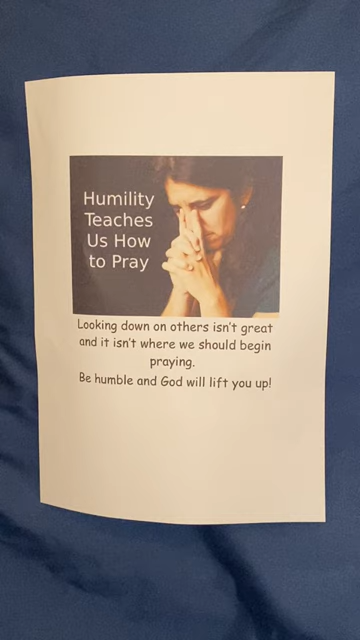 Humility
Teaches
Us How
to Pray
Looking down on others isn't great
and it isn't where we should begin
praying.
Be humble and God will lift you up!